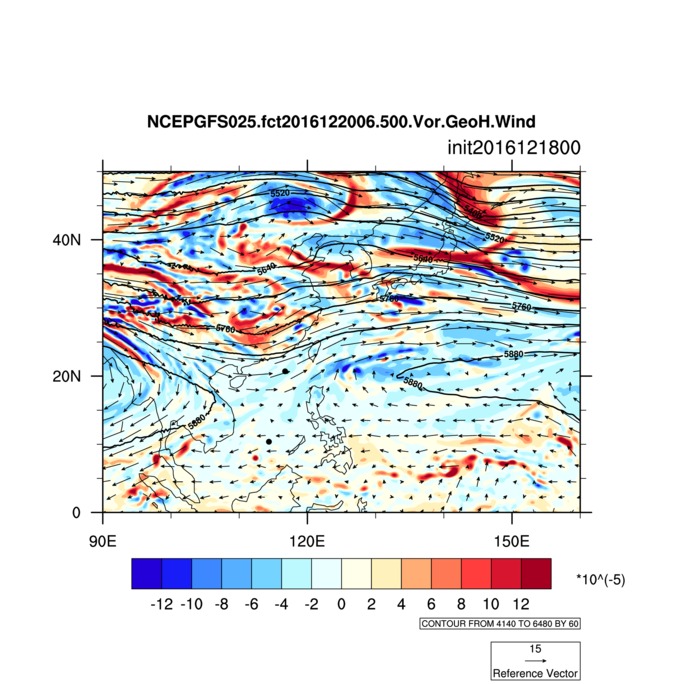 NCEPGFS025.fct2016122006.500.Vor.GeoH.Wind
init2016121800
5520
40N
5520
5640
5640
5760
5760
5760
5880
20N
5880
5880
0
90E 120E 150E
-12 -10 -8 -6 -4 -2 0 2 4 6 8 10 12 *10^(-5)
CONTOUR FROM 4140 TO 6480 BY 60
15
Reference Vector